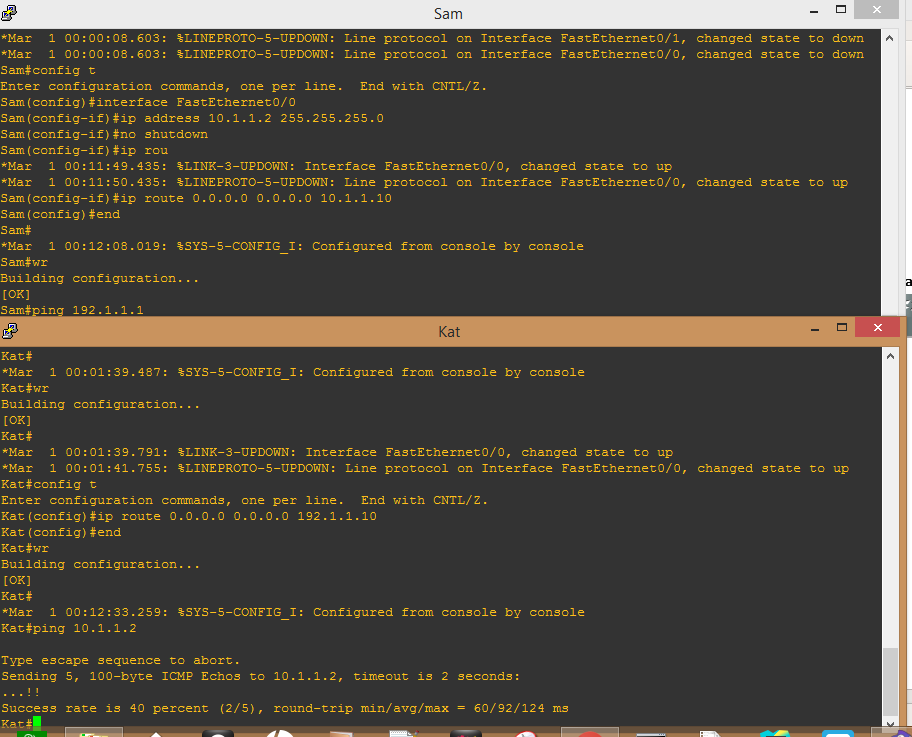 Sam
*Mar  1 00:00:08.603: %LINEPROTO-5-UPDOWN: Line protocol on Interface FastEthernet0/1, changed state to down
*Mar  1 00:00:08.603: %LINEPROTO-5-UPDOWN: Line protocol on Interface FastEthernet0/0, changed state to down
Sam#config t
Enter configuration commands, one per line.  End with CNTL/Z.
Sam(config)#interface FastEthernet0/0
Sam(config-if)#ip address 10.1.1.2 255.255.255.0
Sam(config-if)#no shutdown
Sam(config-if)#ip rou
*Mar  1 00:11:49.435: %LINK-3-UPDOWN: Interface FastEthernet0/0, changed state to up
*Mar  1 00:11:50.435: %LINEPROTO-5-UPDOWN: Line protocol on Interface FastEthernet0/0, changed state to up
Sam(config-if)#ip route 0.0.0.0 0.0.0.0 10.1.1.10
Sam(config)#end
Sam#
*Mar  1 00:12:08.019: %SYS-5-CONFIG_I: Configured from console by console
Sam#wr
Building configuration...
[OK]
Sam#ping 192.1.1.1
Kat
Kat#
*Mar  1 00:01:39.487: %SYS-5-CONFIG_I: Configured from console by console
Kat#wr
Building configuration...
[OK]
Kat#
*Mar  1 00:01:39.791: %LINK-3-UPDOWN: Interface FastEthernet0/0, changed state to up
*Mar  1 00:01:41.755: %LINEPROTO-5-UPDOWN: Line protocol on Interface FastEthernet0/0, changed state to up
Kat#config t
Enter configuration commands, one per line.  End with CNTL/Z.
Kat(config)#ip route 0.0.0.0 0.0.0.0 192.1.1.10
Kat(config)#end
Kat#wr
Building configuration...
[OK]
Kat#
*Mar  1 00:12:33.259: %SYS-5-CONFIG_I: Configured from console by console
Kat#ping 10.1.1.2
Type escape sequence to abort.
Sending 5, 100-byte ICMP Echos to 10.1.1.2, timeout is 2 seconds:
...!!
Success rate is 40 percent (2/5), round-trip min/avg/max = 60/92/124 ms
Kat#